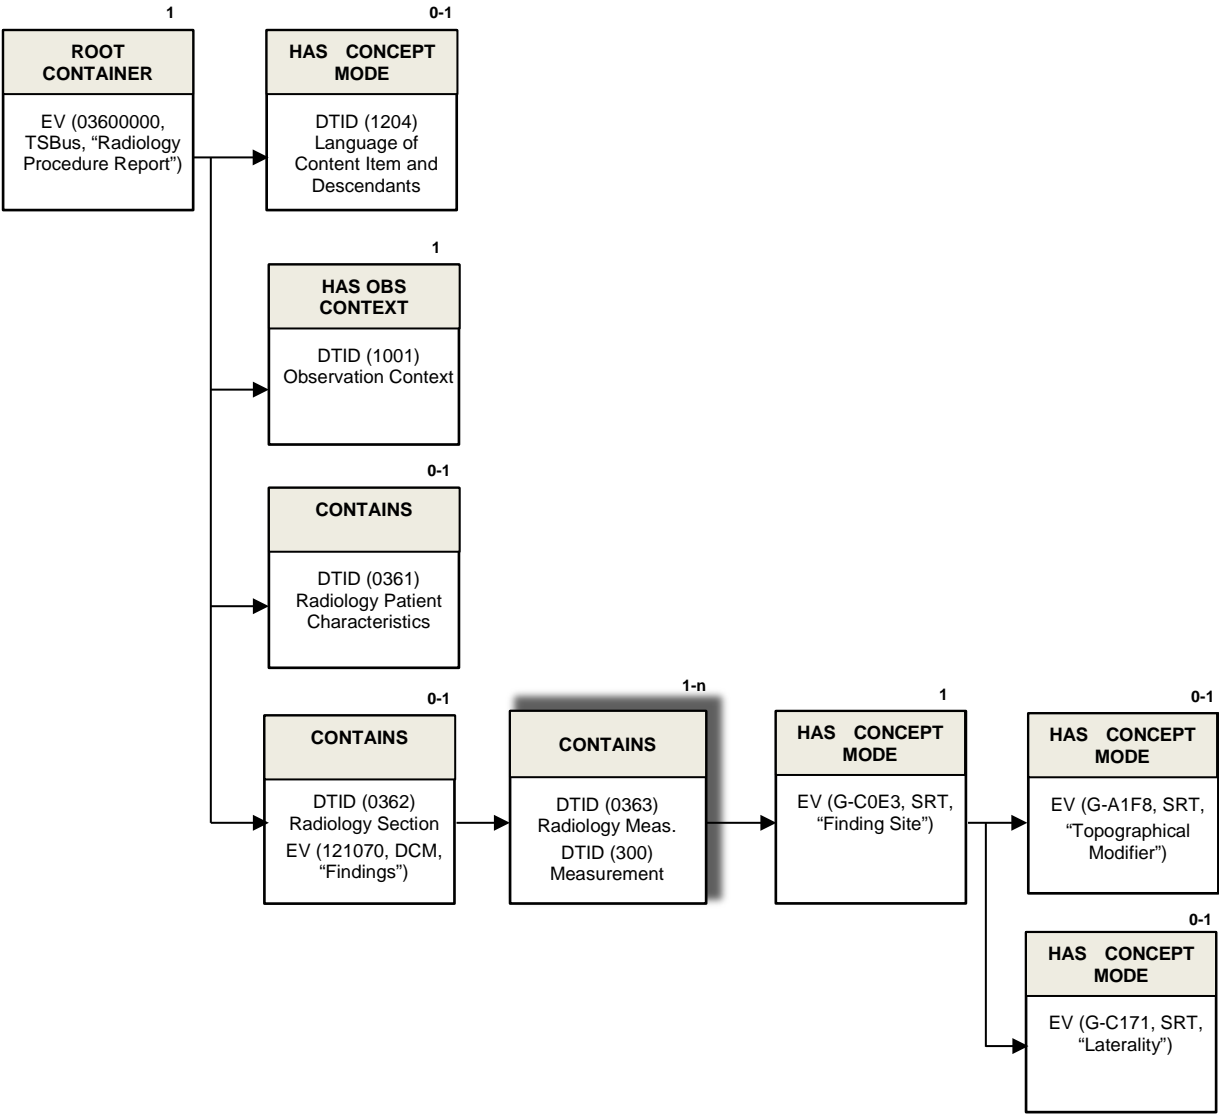 1
ROOT
CONTAINER
EV (03600000,
TSBus, “Radiology
Procedure Report”)
0-1
HAS CONCEPT
MODE
DTID (1204)
Language of
Content Item and
Descendants
1
HAS OBS
CONTEXT
DTID (1001)
Observation Context
0-1
CONTAINS
DTID (0361)
Radiology Patient
Characteristics
0-1
CONTAINS
DTID (0362)
Radiology Section
EV (121070, DCM,
“Findings”)
1-n
CONTAINS
DTID (0363)
Radiology Meas.
DTID (300)
Measurement
1
HAS CONCEPT
MODE
EV (G-C0E3, SRT,
“Finding Site”)
0-1
HAS CONCEPT
MODE
EV (G-A1F8, SRT,
“Topographical
Modifier”)
0-1
HAS CONCEPT
MODE
EV (G-C171, SRT,
“Laterality”)